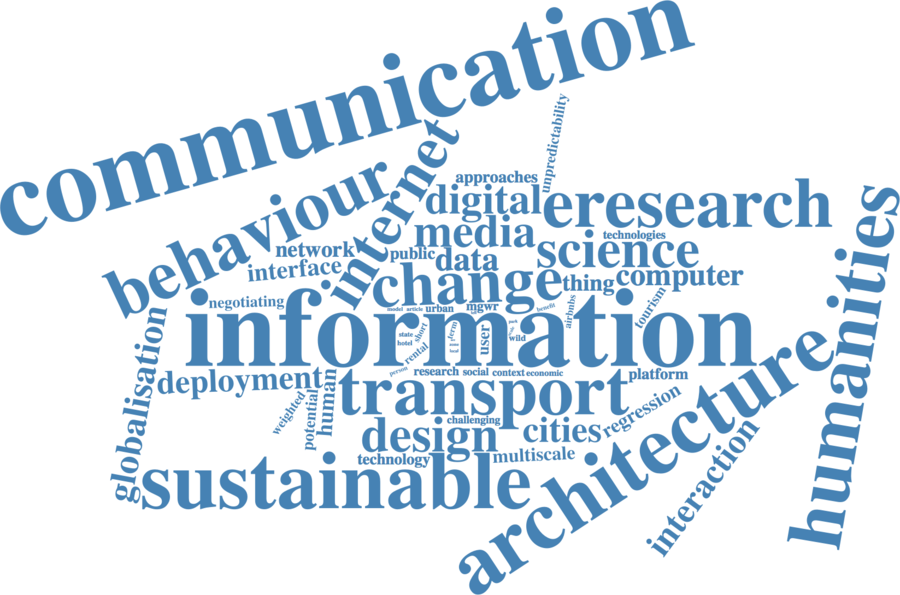 communication
unpredictability
internet
behaviour
approaches
digital
eresearch
humanities
media
technologies
science
network
public
data
interface
change
thing
computer
tourism
negotiating
information
model
article
urban
mgwr
benefit
airbnbs
state
short
term
user
wild
hotel
rental
person
research
social
context
economic
platform
globalisation
deployment
human
transport
architecture
weighted
potential
challenging
regression
design
cities
technology
multiscale
interaction
sustainable